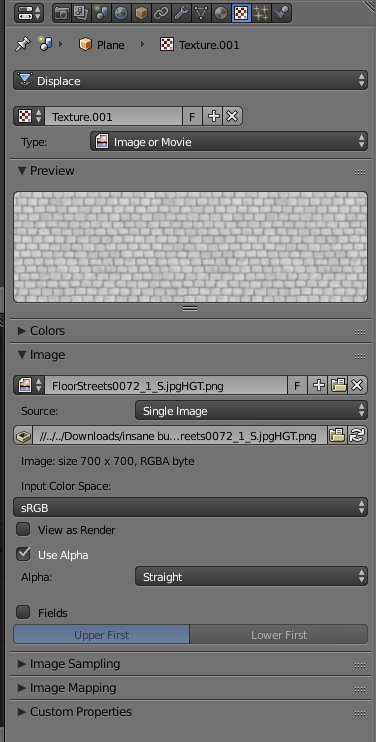 Plane Texture.001
Displace
Texture.001 F
Type: Image or Movie
Preview
Colors
Image
FloorStreets0072_1_S.jpgHGT.png F
Source: Single Image
//../../Downloads/insane bu...reets0072_1_S.jpgHGT.png
Image: size 700 x 700, RGBA byte
Input Color Space:
sRGB
View as Render
Use Alpha
Alpha: Straight
Fields
Upper First Lower First
Image Sampling
Image Mapping
Custom Properties